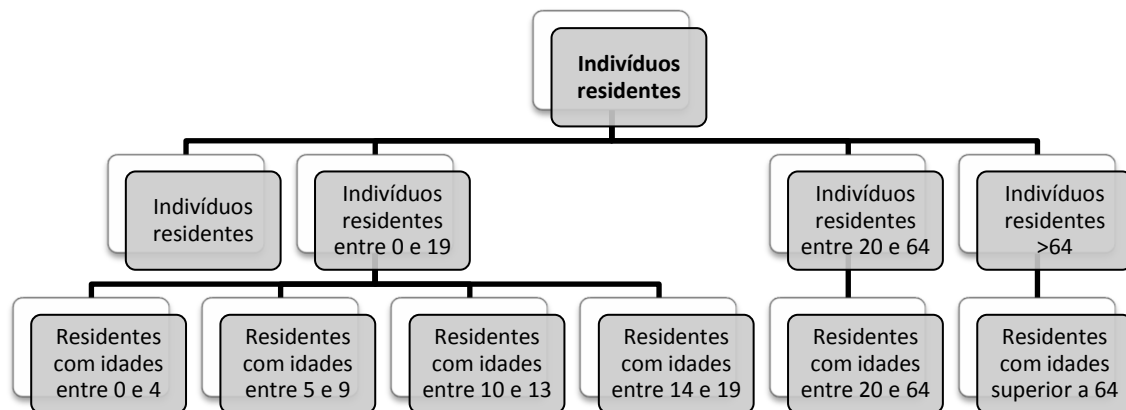 Indivíduos
residentes
Indivíduos
residentes
Indivíduos
residentes
entre 0 e 19
Indivíduos
residentes
entre 20 e 64
Indivíduos
residentes
>64
Residentes
com idades
entre 0 e 4
Residentes
com idades
entre 5 e 9
Residentes
com idades
entre 10 e 13
Residentes
com idades
entre 14 e 19
Residentes
com idades
entre 20 e 64
Residentes
com idades
superior a 64